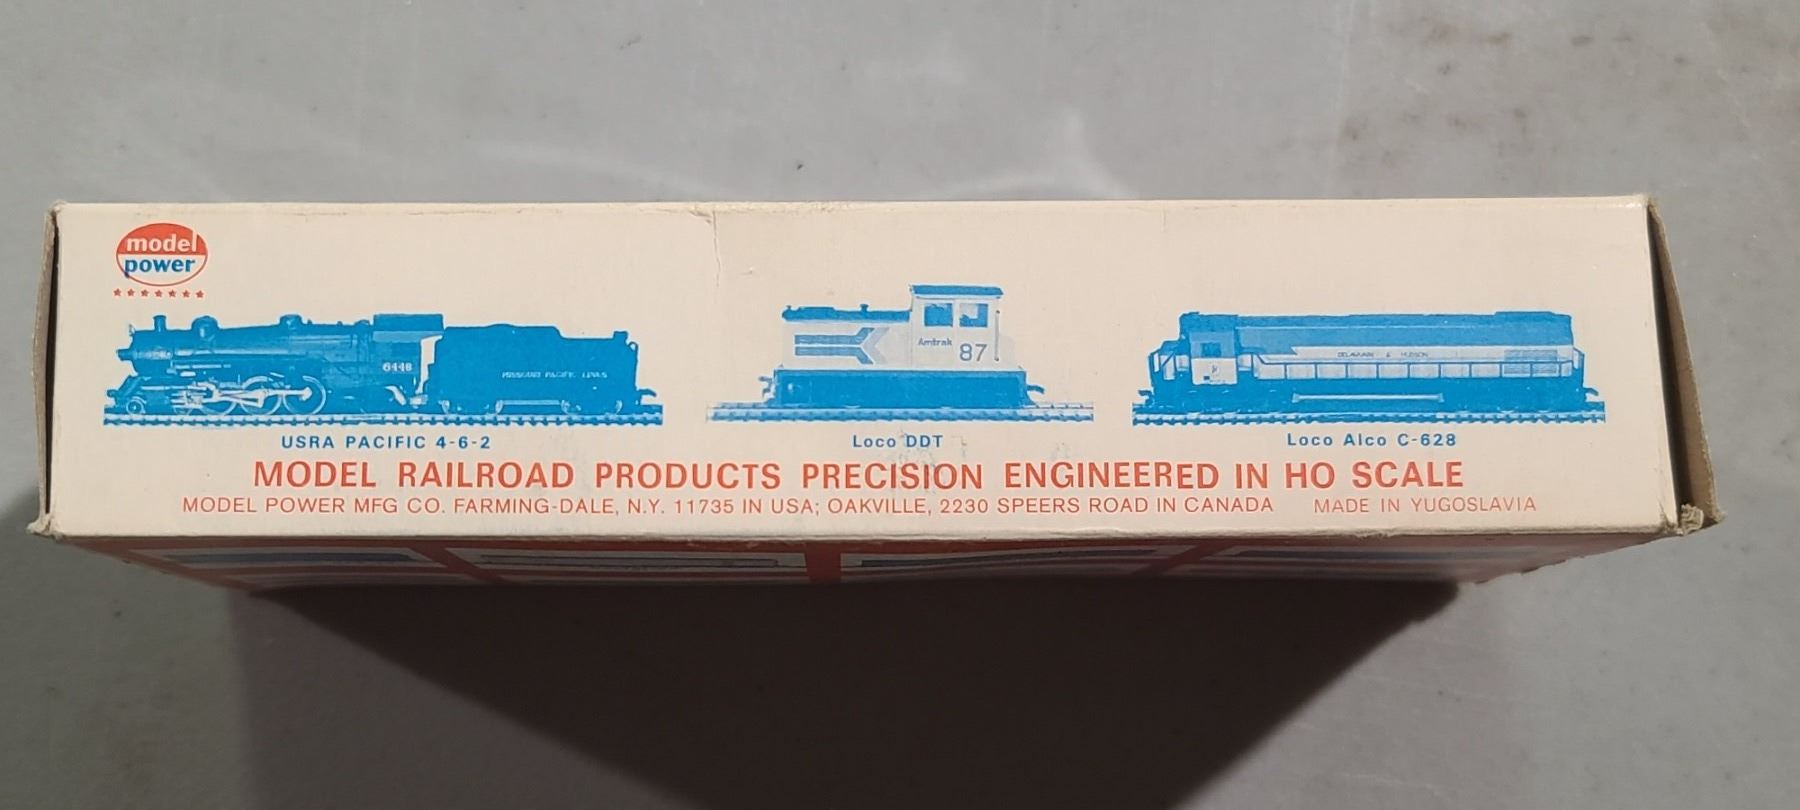 model
power
6448
MISSOURI PACIFIC LINES
Amtrak
87
DELAWARE & HUDSON
USRA PACIFIC 4-6-2
Loco DDT
Loco Alco C-628
MODEL RAILROAD PRODUCTS PRECISION ENGINEERED IN HO SCALE
MODEL POWER MFG CO. FARMING-DALE, N.Y. 11735 IN USA; OAKVILLE, 2230 SPEERS ROAD IN CANADA MADE IN YUGOSLAVIA